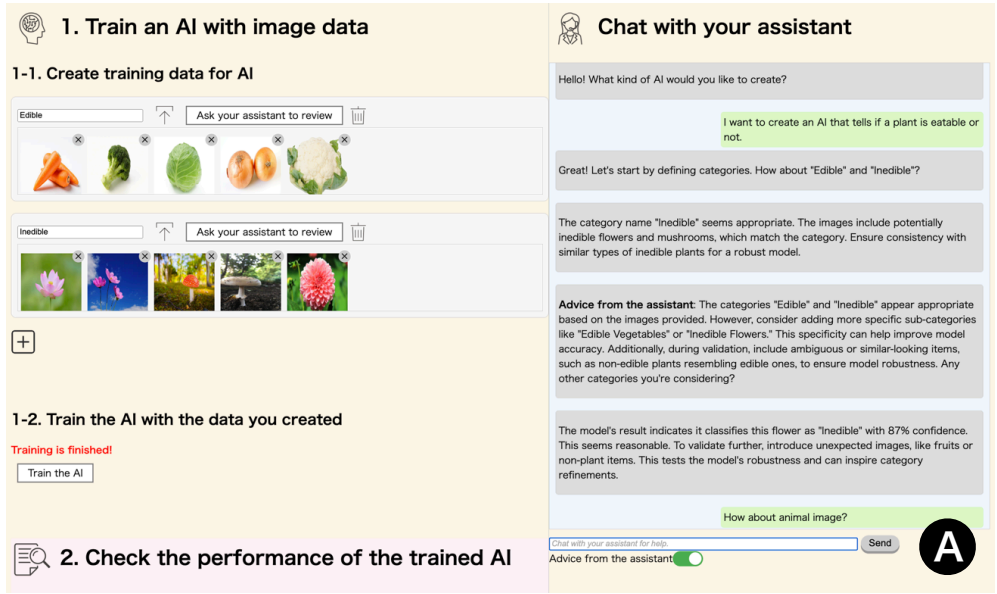 1. Train an AI with image data
1-1. Create training data for AI
Edible
Ask your assistant to review
Inedible
Ask your assistant to review
1-2. Train the AI with the data you created
Training is finished!
Train the AI
2. Check the performance of the trained AI
Chat with your assistant
Hello! What kind of AI would you like to create?
I want to create an AI that tells if a plant is eatable or
not.
Great! Let's start by defining categories. How about "Edible" and "Inedible"?
The category name "Inedible" seems appropriate. The images include potentially
inedible flowers and mushrooms, which match the category. Ensure consistency with
similar types of inedible plants for a robust model.
Advice from the assistant: The categories "Edible" and "Inedible" appear appropriate
based on the images provided. However, consider adding more specific sub-categories
like "Edible Vegetables" or "Inedible Flowers." This specificity can help improve model
accuracy. Additionally, during validation, include ambiguous or similar-looking items,
such as non-edible plants resembling edible ones, to ensure model robustness. Any
other categories you're considering?
The model's result indicates it classifies this flower as "Inedible" with 87% confidence.
This seems reasonable. To validate further, introduce unexpected images, like fruits or
non-plant items. This tests the model's robustness and can inspire category
refinements.
How about animal image?
Chat with your assistant for help.
Send
Advice from the assistant
A